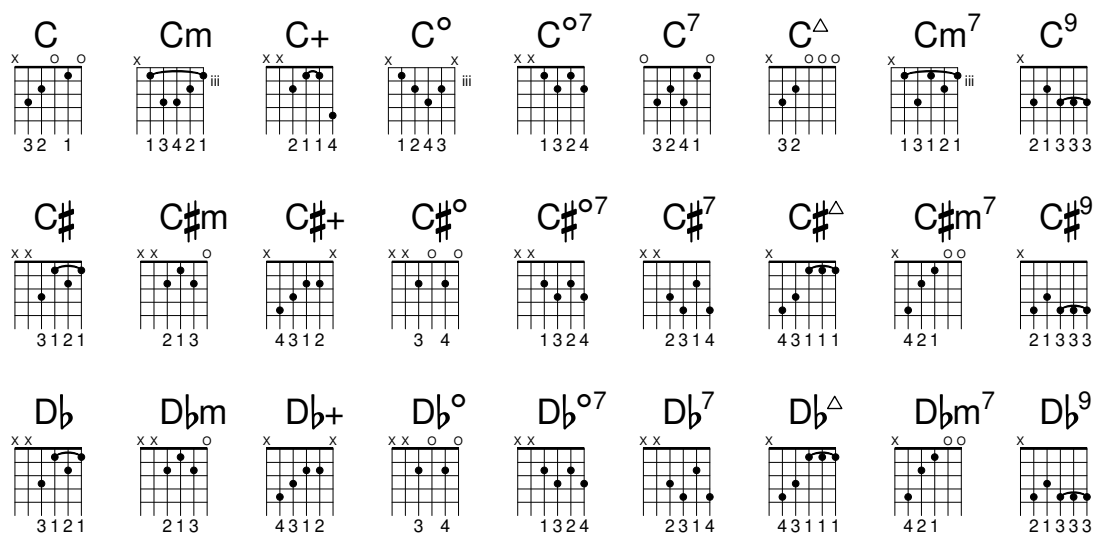 C Cm C+ C° C°7 C7 C△ Cm7 C9
x o o x x x x x x x o o x o o o x x
iii iii iii
3 2 1 1 3 4 2 1 2 1 1 4 1 2 4 3 1 3 2 4 3 2 4 1 3 2 1 3 1 2 1 2 1 3 3 3
C♯ C♯m C♯+ C♯° C♯°7 C♯7 C♯△ C♯m7 C♯9
x x x x o x x x x o o x x x x x x o o x
3 1 2 1 2 1 3 4 3 1 2 3 4 1 3 2 4 2 3 1 4 4 3 1 1 1 4 2 1 2 1 3 3 3
D♭ D♭m D♭+ D♭° D♭°7 D♭7 D♭△ D♭m7 D♭9
x x x x o x x x x o o x x x x x x o o x
3 1 2 1 2 1 3 4 3 1 2 3 4 1 3 2 4 2 3 1 4 4 3 1 1 1 4 2 1 2 1 3 3 3